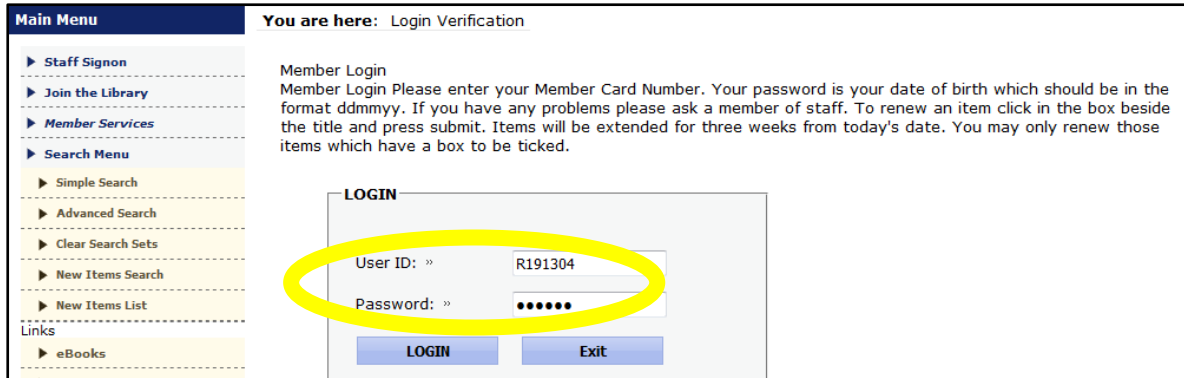 Main Menu
You are here: Login Verification
Staff Signon
Join the Library
Member Services
Search Menu
Simple Search
Advanced Search
Clear Search Sets
New Items Search
New Items List
Links
eBooks
Member Login
Member Login Please enter your Member Card Number. Your password is your date of birth which should be in the
format ddmmyy. If you have any problems please ask a member of staff. To renew an item click in the box beside
the title and press submit. Items will be extended for three weeks from today's date. You may only renew those
items which have a box to be ticked.
LOGIN
User ID: » R191304
Password: » ●●●●●●
LOGIN Exit